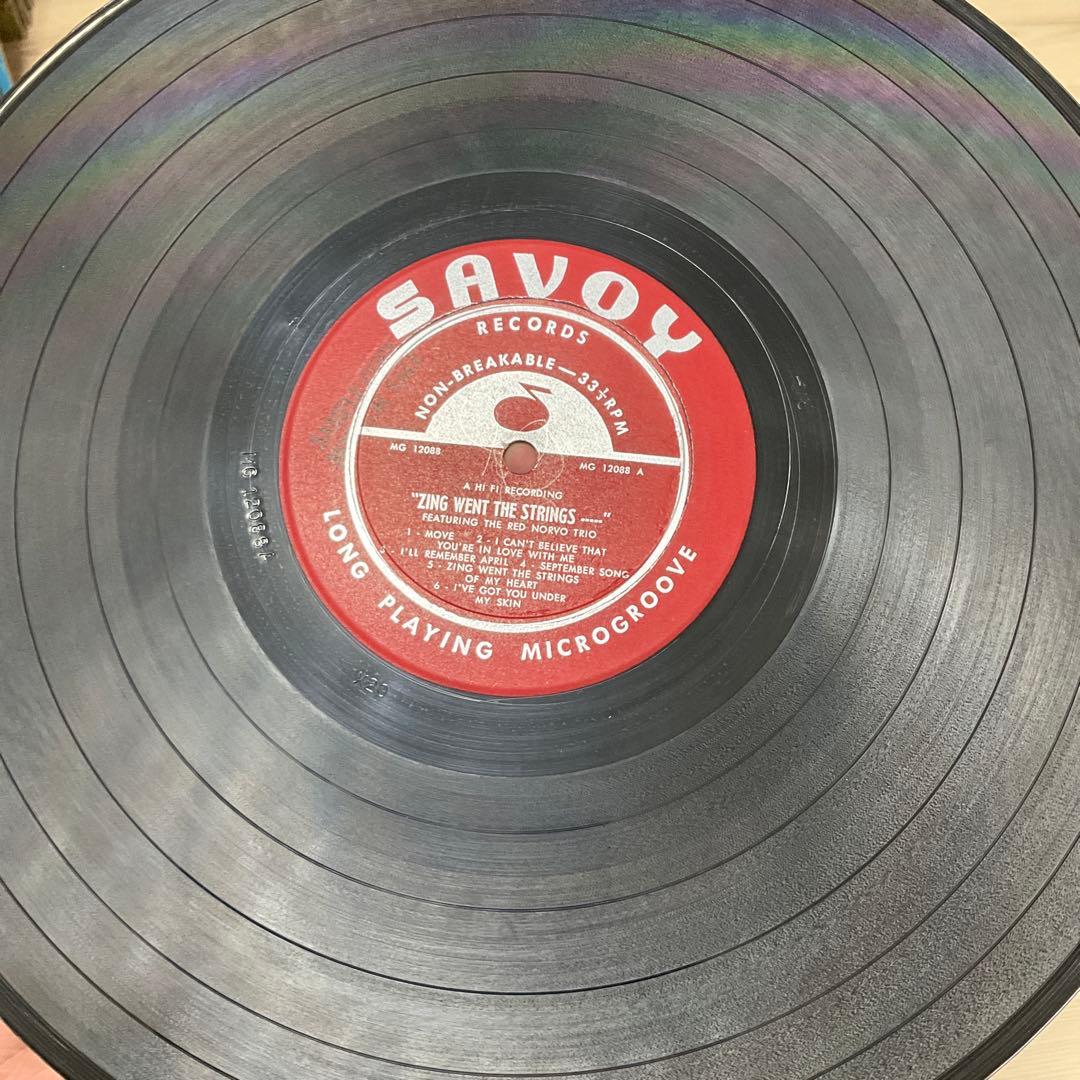 SAVOY
RECORDS
NON-BREAKABLE — 33⅓ RPM
MG 12088
MG 12088 A
A HI FI RECORDING
"ZING WENT THE STRINGS -----"
FEATURING THE RED NORVO TRIO
1 - MOVE 2 - I CAN'T BELIEVE THAT
YOU'RE IN LOVE WITH ME
3 - I'LL REMEMBER APRIL 4 - SEPTEMBER SONG
5 - ZING WENT THE STRINGS
OF MY HEART
6 - I'VE GOT YOU UNDER
MY SKIN
LONG PLAYING MICROGROOVE